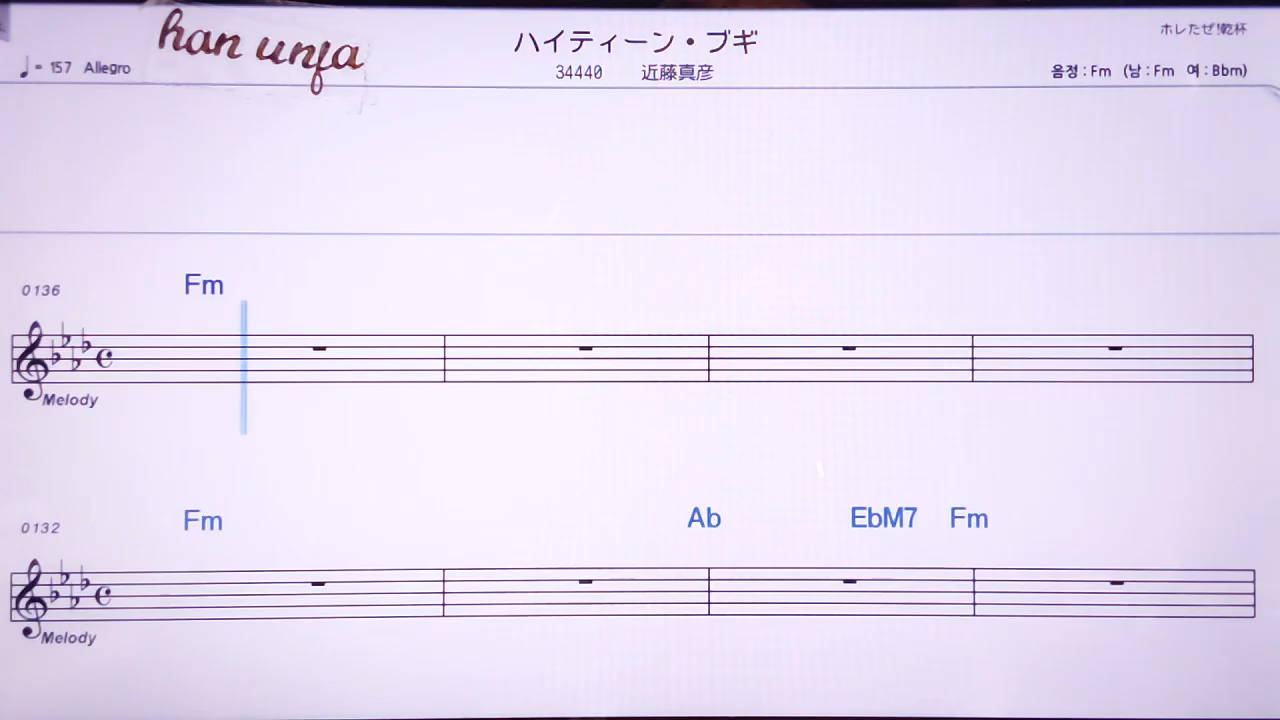 han unfa
ハイティーン・ブギ
ホレたぜ!乾杯
♩= 157 Allegro
34440 近藤真彦
음정 : Fm (남 : Fm 여 : Bbm)
0136 Fm
Melody
0132 Fm Ab EbM7 Fm
Melody